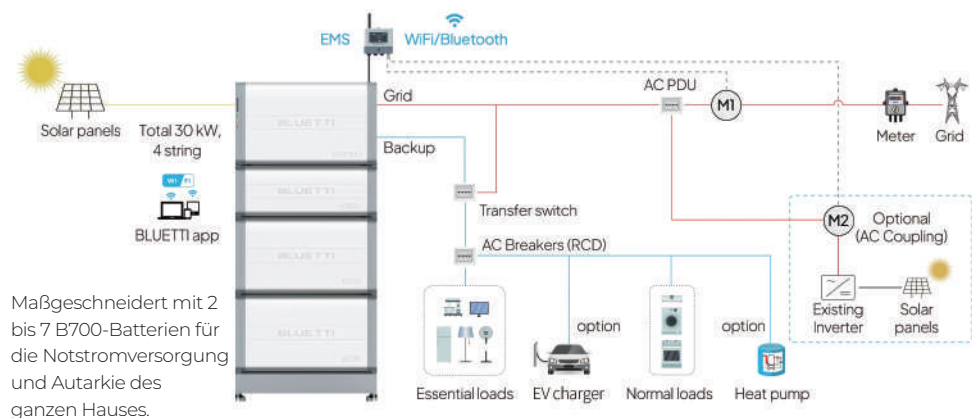 EMS
WiFi/Bluetooth
Grid
AC PDU
M1
Solar panels
Total 30 kW,
4 string
BLUETTI
Backup
Meter
Grid
Wi Fi
BLUETTI app
BLUETTI
Transfer switch
M2
Optional
(AC Coupling)
AC Breakers (RCD)
BLUETTI
Maßgeschneidert mit 2
bis 7 B700-Batterien für
die Notstromversorgung
und Autarkie des
ganzen Hauses.
BLUETTI
option
option
Existing
Inverter
Solar
panels
Essential loads
EV charger
Normal loads
Heat pump